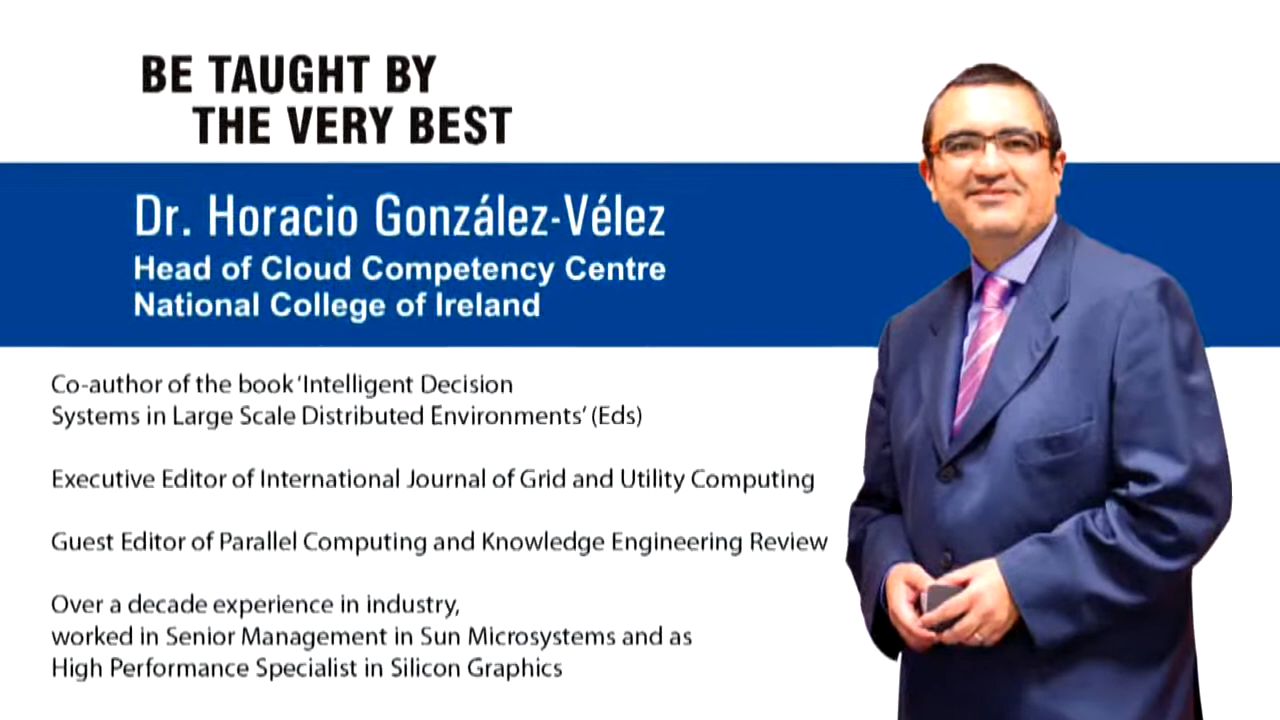 BE TAUGHT BY
THE VERY BEST
Dr. Horacio González-Vélez
Head of Cloud Competency Centre
National College of Ireland
Co-author of the book ‘Intelligent Decision
Systems in Large Scale Distributed Environments’ (Eds)
Executive Editor of International Journal of Grid and Utility Computing
Guest Editor of Parallel Computing and Knowledge Engineering Review
Over a decade experience in industry,
worked in Senior Management in Sun Microsystems and as
High Performance Specialist in Silicon Graphics